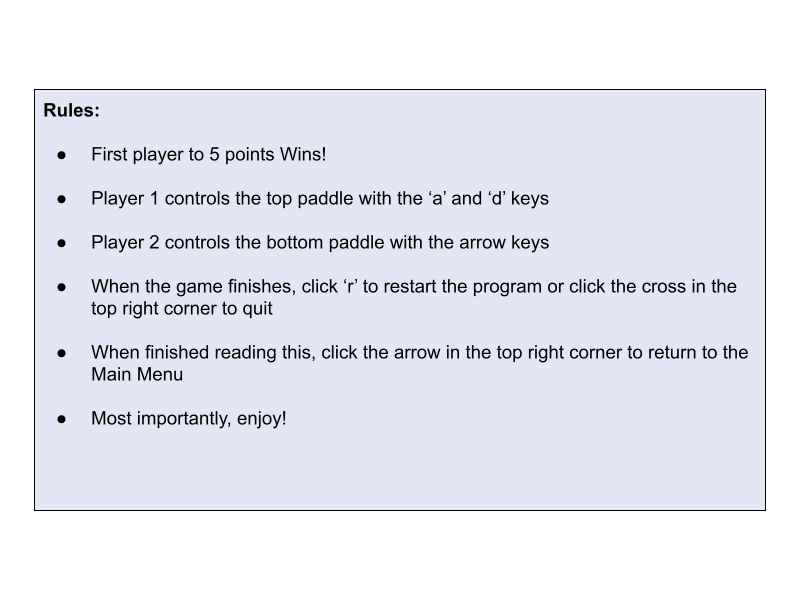 Rules:
● First player to 5 points Wins!
● Player 1 controls the top paddle with the ‘a’ and ‘d’ keys
● Player 2 controls the bottom paddle with the arrow keys
● When the game finishes, click ‘r’ to restart the program or click the cross in the
top right corner to quit
● When finished reading this, click the arrow in the top right corner to return to the
Main Menu
● Most importantly, enjoy!